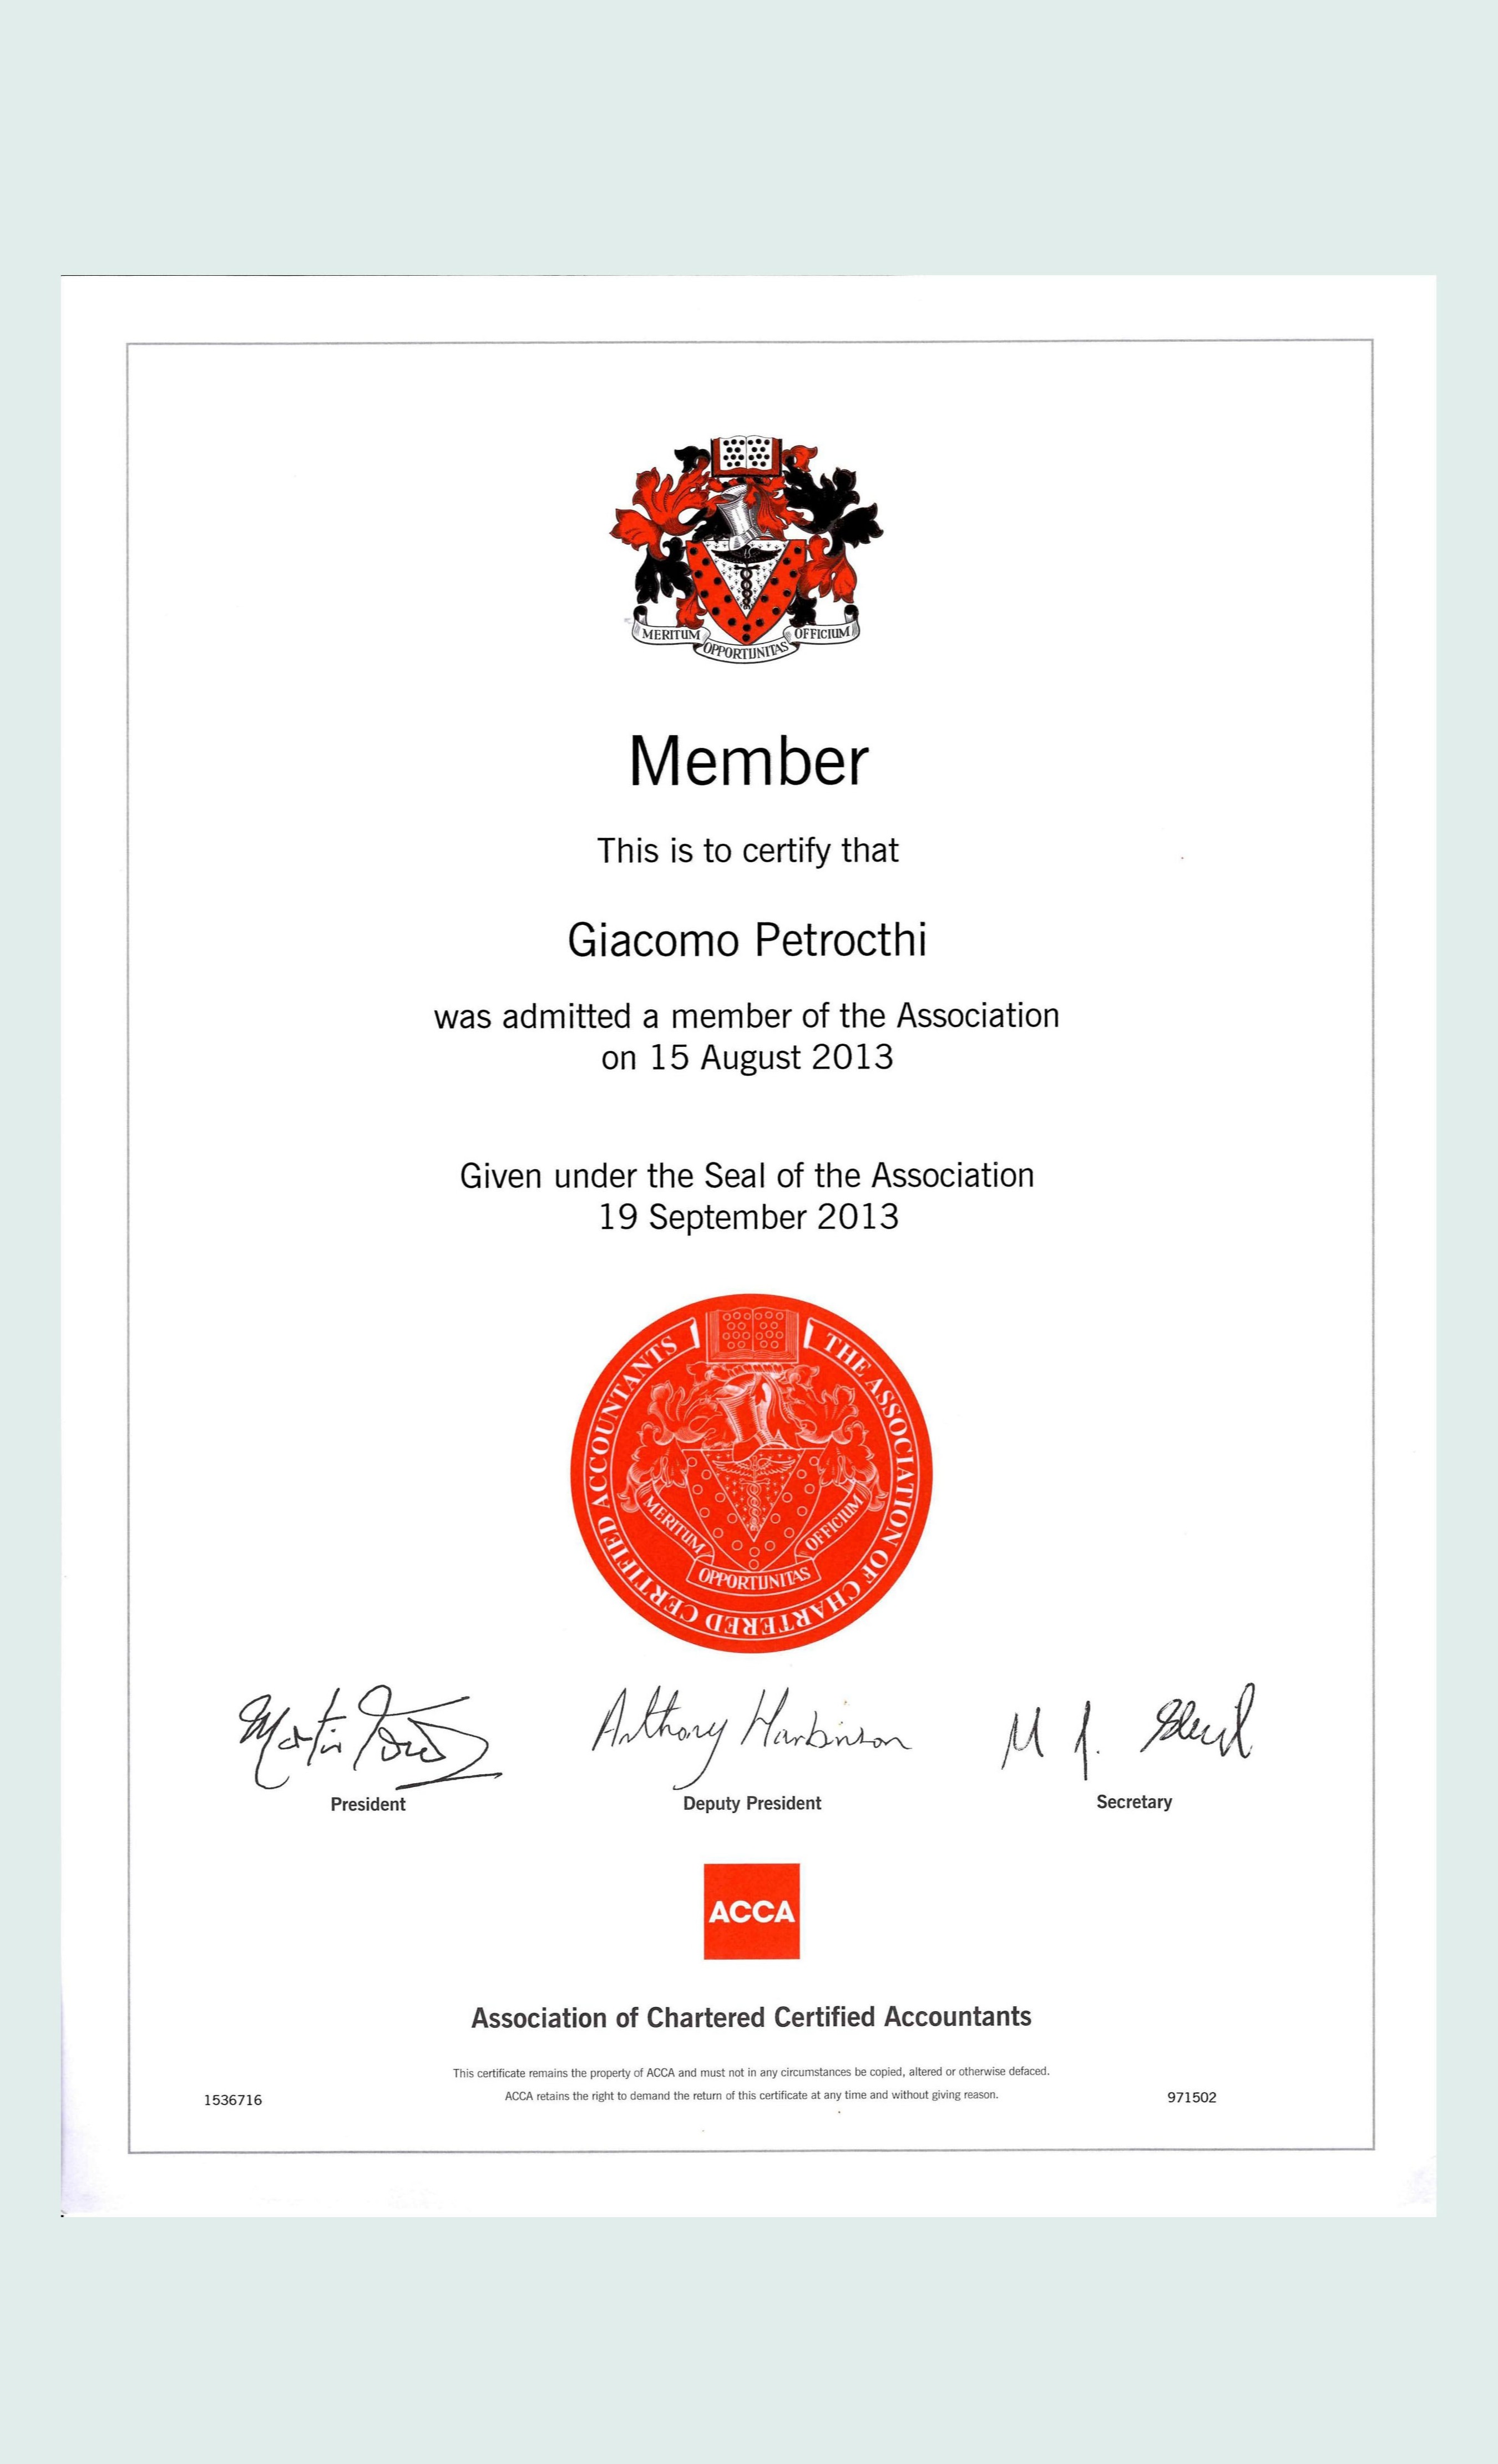 MERITUM OPPORTUNITAS OFFICIUM
Member
This is to certify that
Giacomo Petrocthi
was admitted a member of the Association
on 15 August 2013
Given under the Seal of the Association
19 September 2013
THE ASSOCIATION OF CHARTERED CERTIFIED ACCOUNTANTS
MERITUM OPPORTUNITAS OFFICIUM
Anthony Harbinson
President
Deputy President
Secretary
ACCA
Association of Chartered Certified Accountants
This certificate remains the property of ACCA and must not in any circumstances be copied, altered or otherwise defaced.
ACCA retains the right to demand the return of this certificate at any time and without giving reason.
1536716
971502